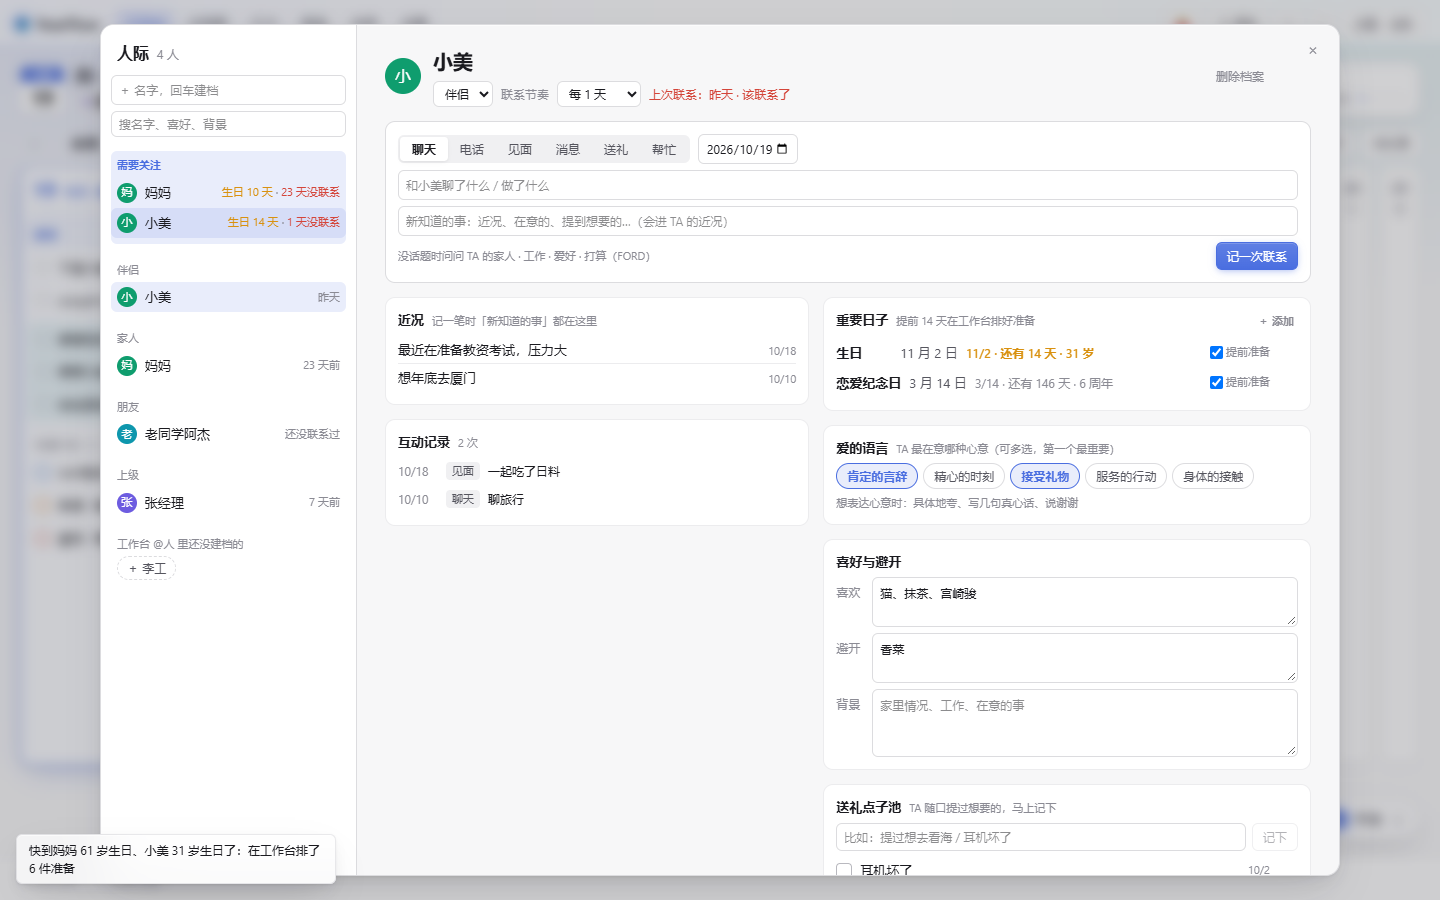 人际 4 人
+ 名字，回车建档
搜名字、喜好、背景
需要关注
妈 妈妈 生日 10 天 · 23 天没联系
小 小美 生日 14 天 · 1 天没联系
伴侣
小 小美 昨天
家人
妈 妈妈 23 天前
朋友
老 老同学阿杰 还没联系过
上级
张 张经理 7 天前
工作台 @人 里还没建档的
+ 李工
快到妈妈 61 岁生日、小美 31 岁生日了：在工作台排了
6 件准备
×
小 小美
伴侣 联系节奏 每 1 天 上次联系：昨天 · 该联系了
删除档案
聊天 电话 见面 消息 送礼 帮忙 2026/10/19
和小美聊了什么 / 做了什么
新知道的事：近况、在意的、提到想要的…（会进 TA 的近况）
没话题时问问 TA 的家人 · 工作 · 爱好 · 打算（FORD）
记一次联系
近况 记一笔时「新知道的事」都在这里
最近在准备教资考试，压力大 10/18
想年底去厦门 10/10
互动记录 2 次
10/18 见面 一起吃了日料
10/10 聊天 聊旅行
重要日子 提前 14 天在工作台排好准备 + 添加
生日 11 月 2 日 11/2 · 还有 14 天 · 31 岁 提前准备
恋爱纪念日 3 月 14 日 3/14 · 还有 146 天 · 6 周年 提前准备
爱的语言 TA 最在意哪种心意（可多选，第一个最重要）
肯定的言辞 精心的时刻 接受礼物 服务的行动 身体的接触
想表达心意时：具体地夸、写几句真心话、说谢谢
喜好与避开
喜欢 猫、抹茶、宫崎骏
避开 香菜
背景 家里情况、工作、在意的事
送礼点子池 TA 随口提过想要的，马上记下
比如：提过想去看海 / 耳机坏了 记下
耳机坏了 10/2